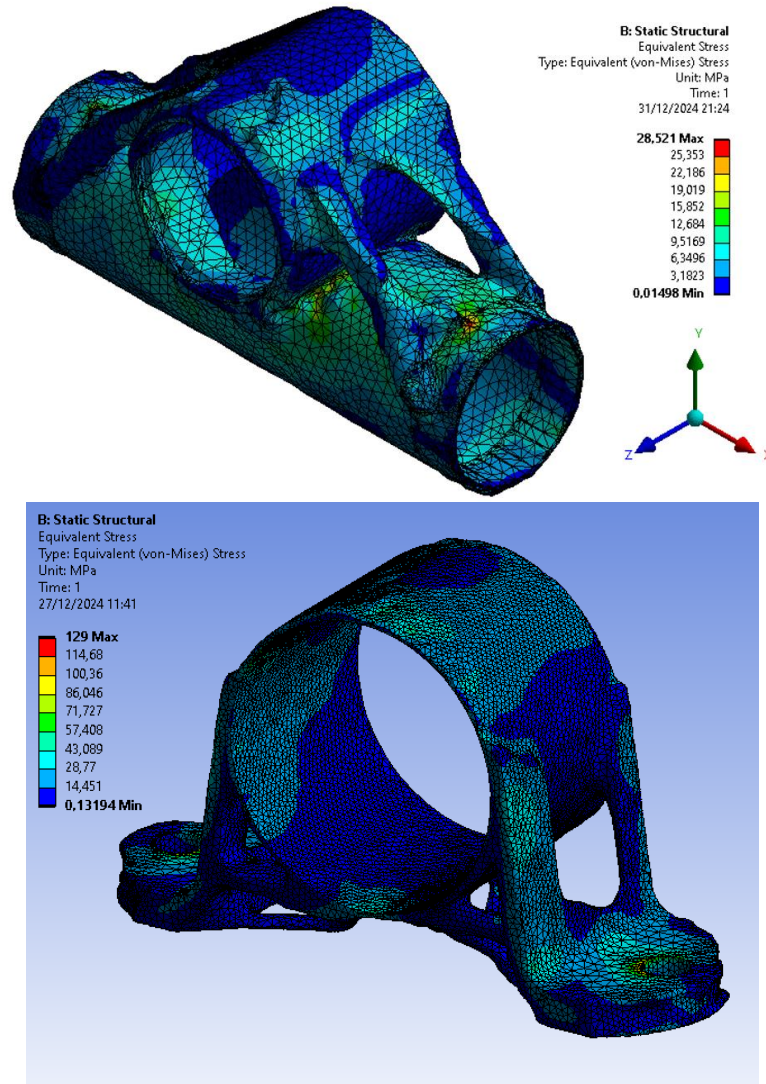 B: Static Structural
Equivalent Stress
Type: Equivalent (von-Mises) Stress
Unit: MPa
Time: 1
31/12/2024 21:24
28,521 Max
25,353
22,186
19,019
15,852
12,684
9,5169
6,3496
3,1823
0,01498 Min
Y
Z
X
B: Static Structural
Equivalent Stress
Type: Equivalent (von-Mises) Stress
Unit: MPa
Time: 1
27/12/2024 11:41
129 Max
114,68
100,36
86,046
71,727
57,408
43,089
28,77
14,451
0,13194 Min